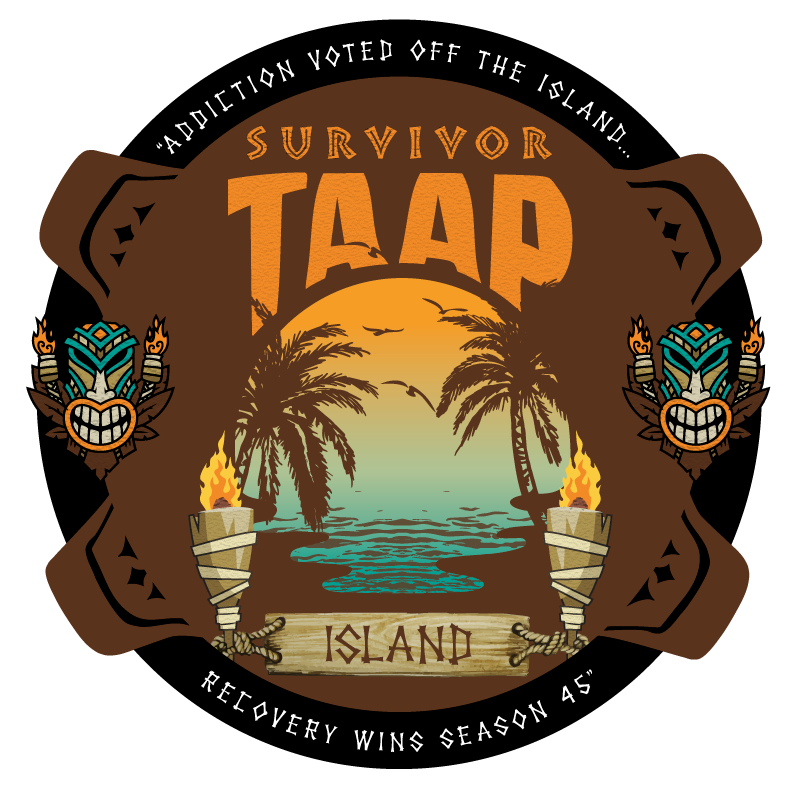 "ADDICTION VOTED OFF THE ISLAND...
SURVIVOR
TAAP
ISLAND
RECOVERY WINS SEASON 45"